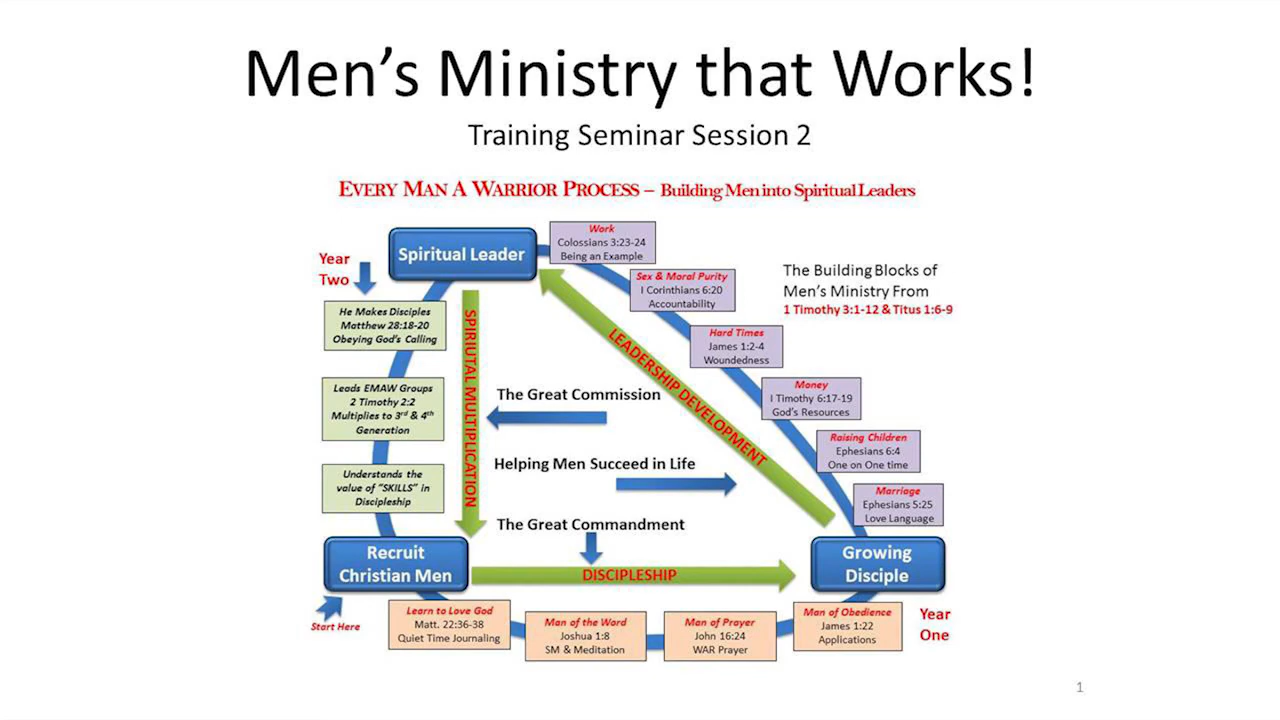 Men's Ministry that Works!
Training Seminar Session 2
EVERY MAN A WARRIOR PROCESS – Building Men into Spiritual Leaders
Spiritual Leader
Year
Two
Work
Colossians 3:23-24
Being an Example
Sex & Moral Purity
I Corinthians 6:20
Accountability
The Building Blocks of
Men's Ministry From
1 Timothy 3:1-12 & Titus 1:6-9
He Makes Disciples
Matthew 28:18-20
Obeying God's Calling
SPIRIUTAL MULTIPLICATION
LEADERSHIP DEVELOPMENT
Hard Times
James 1:2-4
Woundedness
Leads EMAW Groups
2 Timothy 2:2
Multiplies to 3rd & 4th
Generation
The Great Commission
Money
I Timothy 6:17-19
God's Resources
Raising Children
Ephesians 6:4
One on One time
Understands the
value of "SKILLS" in
Discipleship
Helping Men Succeed in Life
Marriage
Ephesians 5:25
Love Language
The Great Commandment
Recruit
Christian Men
DISCIPLESHIP
Growing
Disciple
Start Here
Learn to Love God
Matt. 22:36-38
Quiet Time Journaling
Man of the Word
Joshua 1:8
SM & Meditation
Man of Prayer
John 16:24
WAR Prayer
Man of Obedience
James 1:22
Applications
Year
One
1